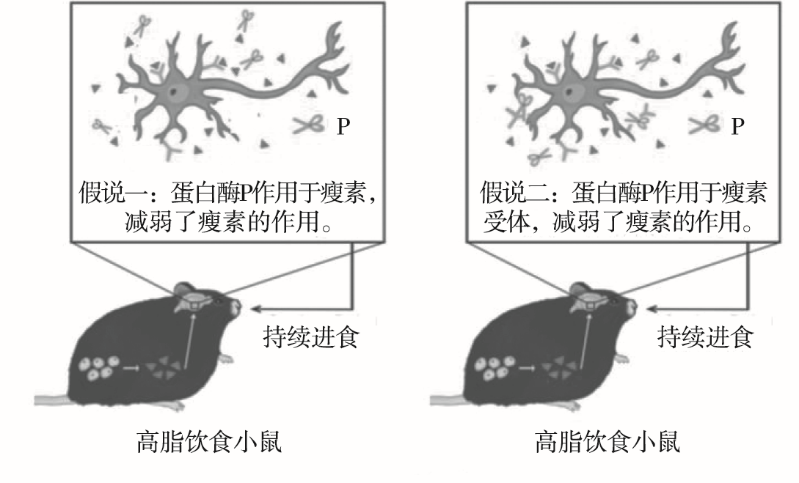 P
假说一：蛋白酶P作用于瘦素，
减弱了瘦素的作用。
持续进食
高脂饮食小鼠
P
假说二：蛋白酶P作用于瘦素
受体，减弱了瘦素的作用。
持续进食
高脂饮食小鼠